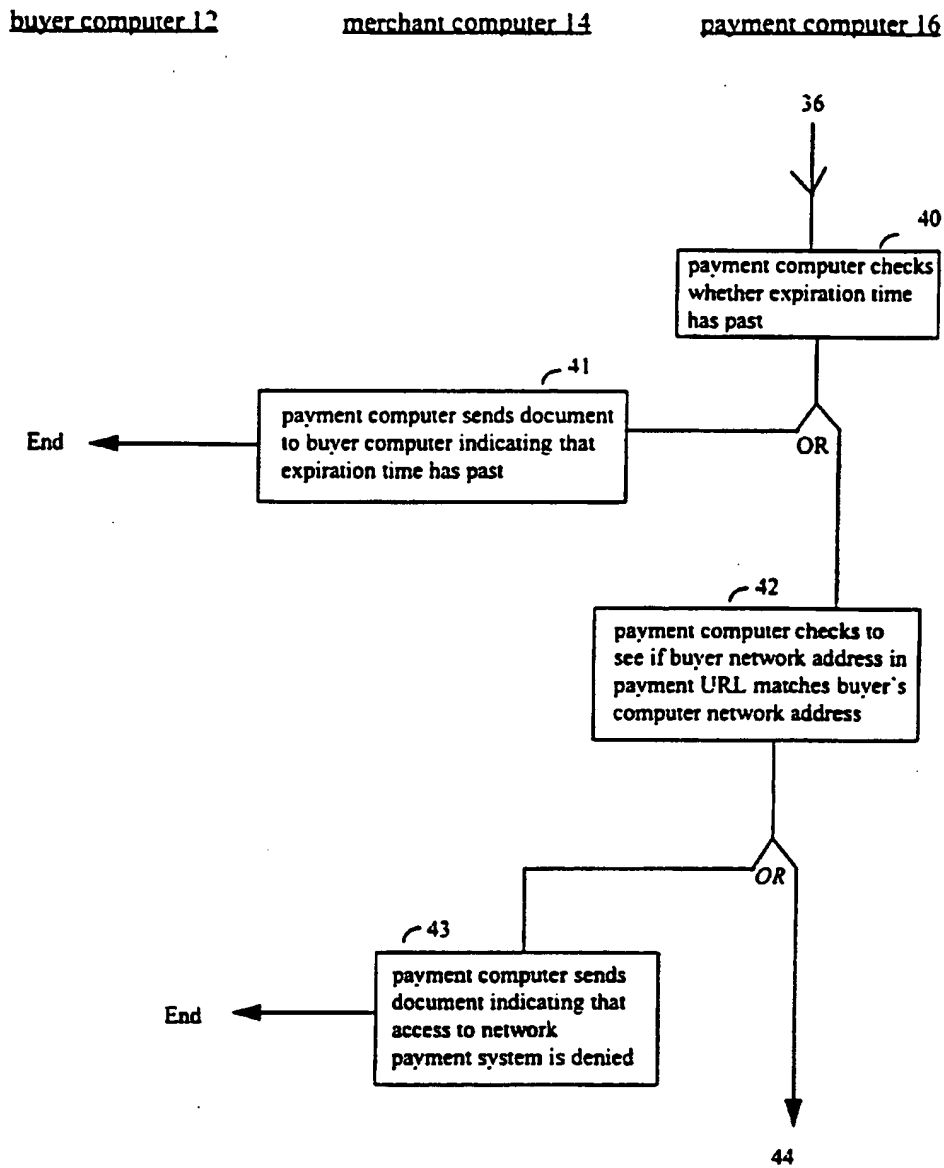 buyer computer 12
merchant computer 14
payment computer 16
36
40
payment computer checks
whether expiration time
has past
41
payment computer sends document
to buyer computer indicating that
expiration time has past
End
OR
42
payment computer checks to
see if buyer network address in
payment URL matches buyer's
computer network address
OR
43
payment computer sends
document indicating that
access to network
payment system is denied
End
44